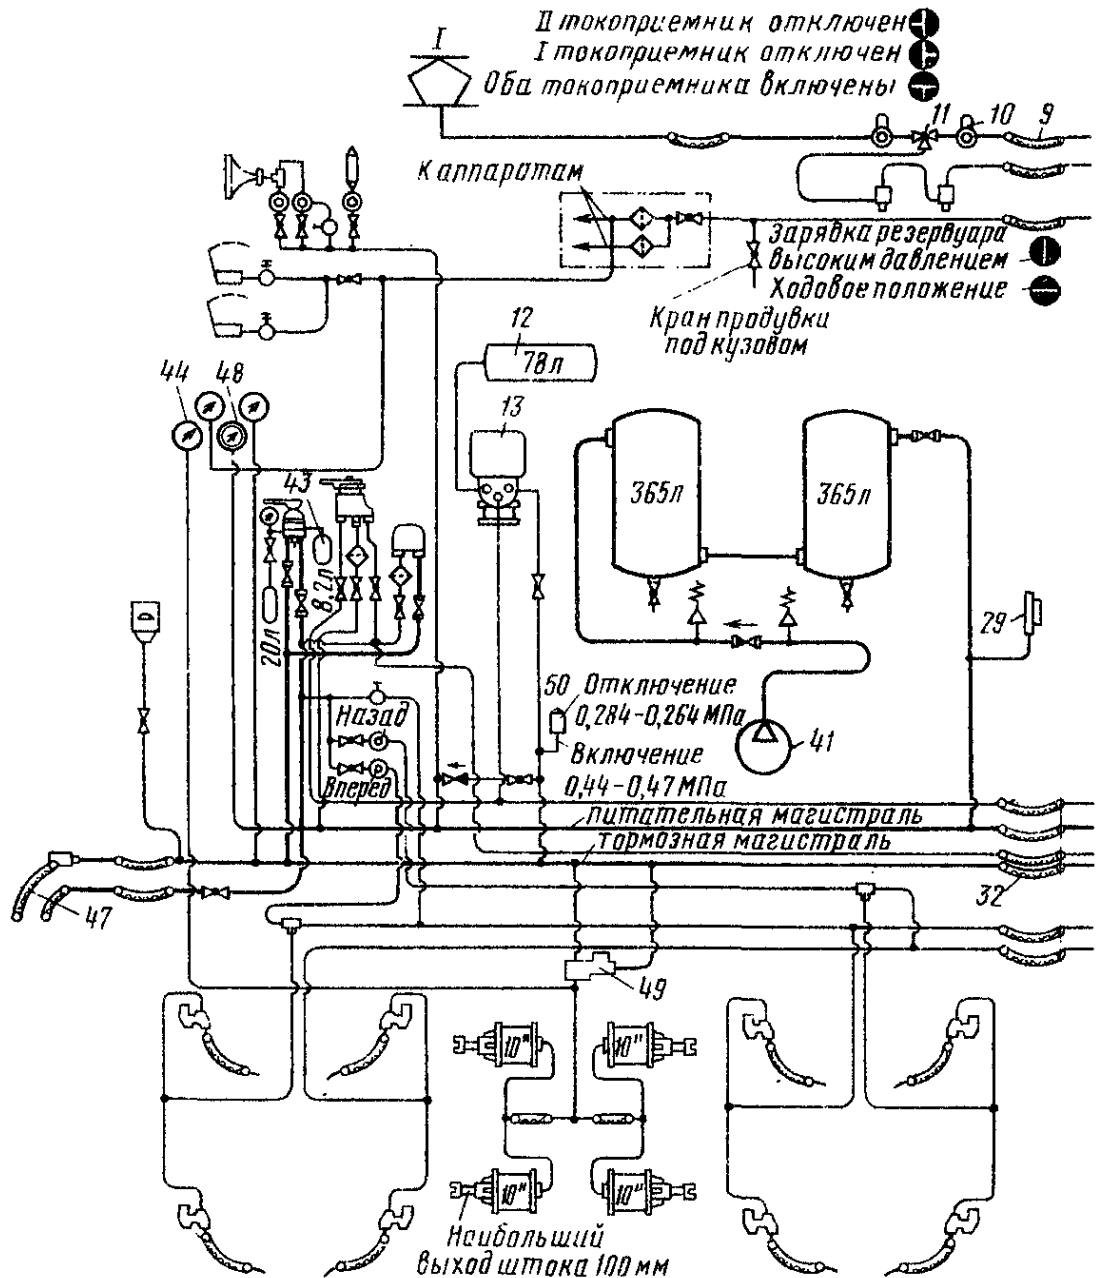 II токоприемник отключен
I токоприемник отключен
Оба токоприемника включены
I
11
10
9
К аппаратам
Зарядка резервуара
высоким давлением
Ходовое положение
Кран продувки
под кузовом
12
78л
13
44
48
43
365л
365л
8,2л
20л
29
50
Отключение
0,284-0,264 МПа
41
Включение
0,44-0,47 МПа
Назад
Вперед
питательная магистраль
тормозная магистраль
32
47
49
10"
10"
10"
10"
Наибольший
выход штока 100 мм